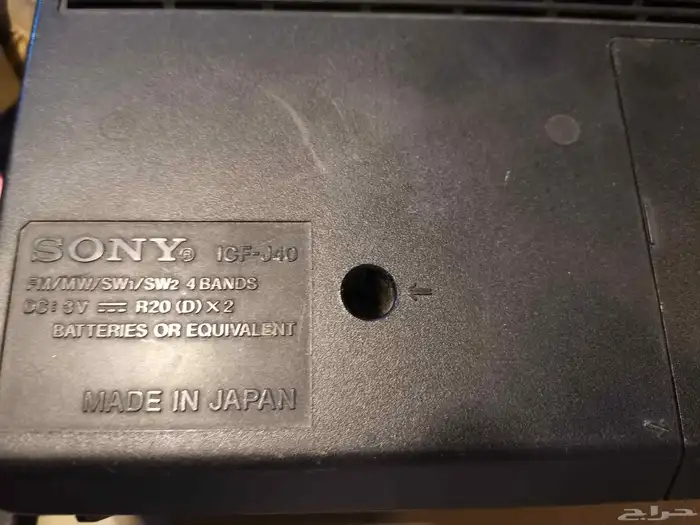 SONY® ICF-J40
FM/MW/SW1/SW2 4 BANDS
DC: 3V ⎓ R20 (D) × 2
BATTERIES OR EQUIVALENT
MADE IN JAPAN
حراج